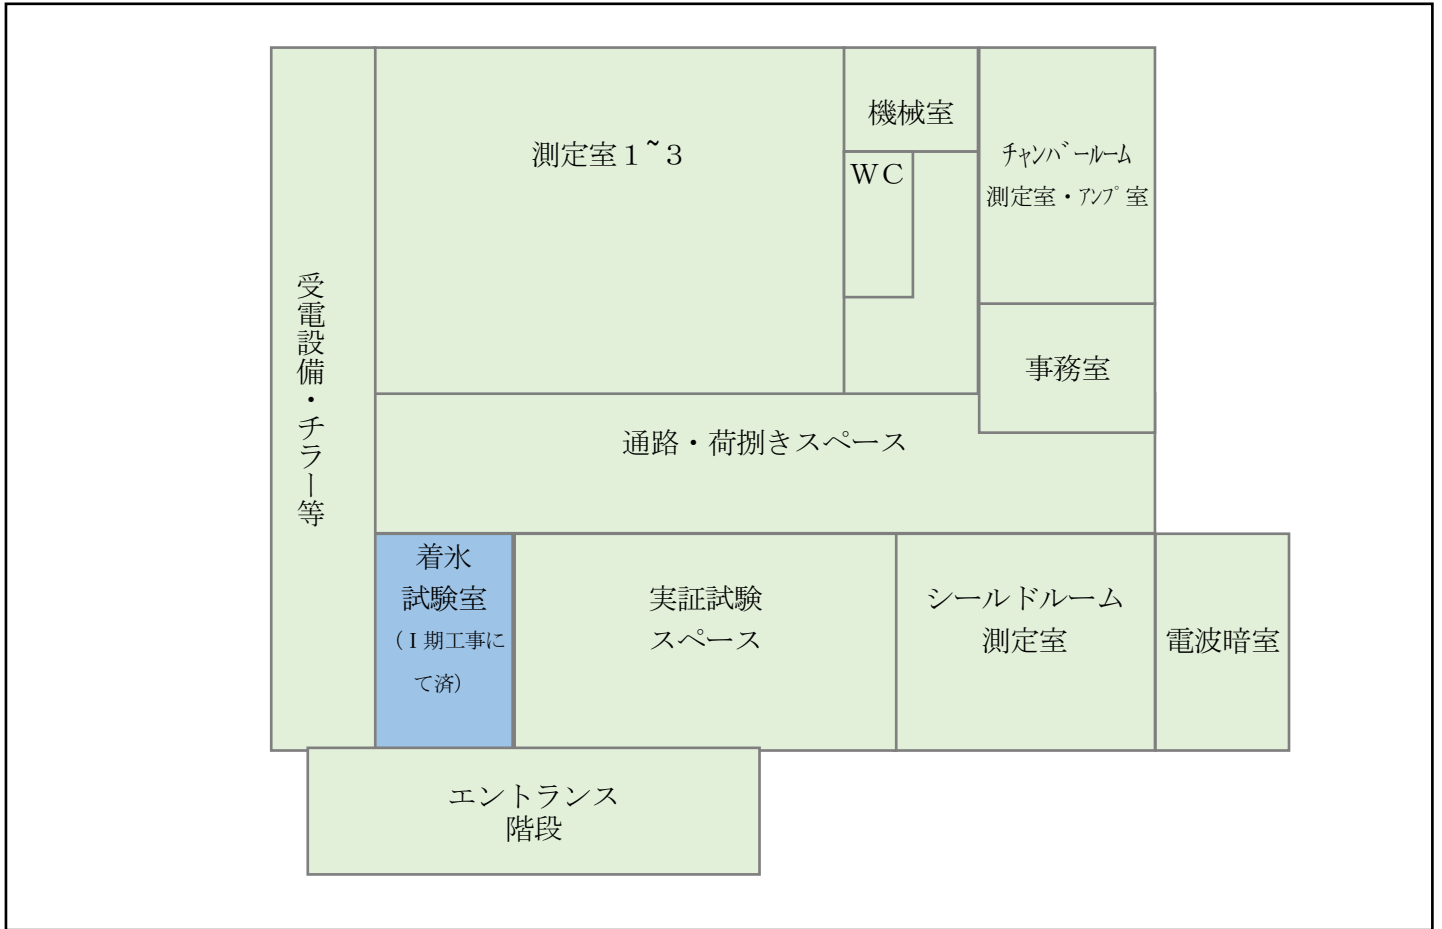 機械室
測定室１~３
チャンバールーム
測定室・アンプ室
ＷＣ
受電設備・チラー等
事務室
通路・荷捌きスペース
着氷
試験室
（Ⅰ期工事に
て済）
実証試験
スペース
シールドルーム
測定室
電波暗室
エントランス
階段